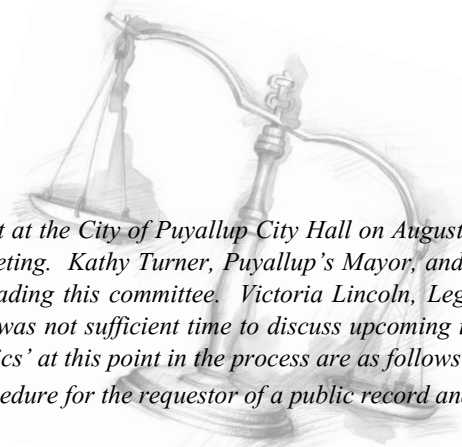 t at the City of Puyallup City Hall on August
eting. Kathy Turner, Puyallup’s Mayor, and
ading this committee. Victoria Lincoln, Leg
was not sufficient time to discuss upcoming i
ics’ at this point in the process are as follows
edure for the requestor of a public record an